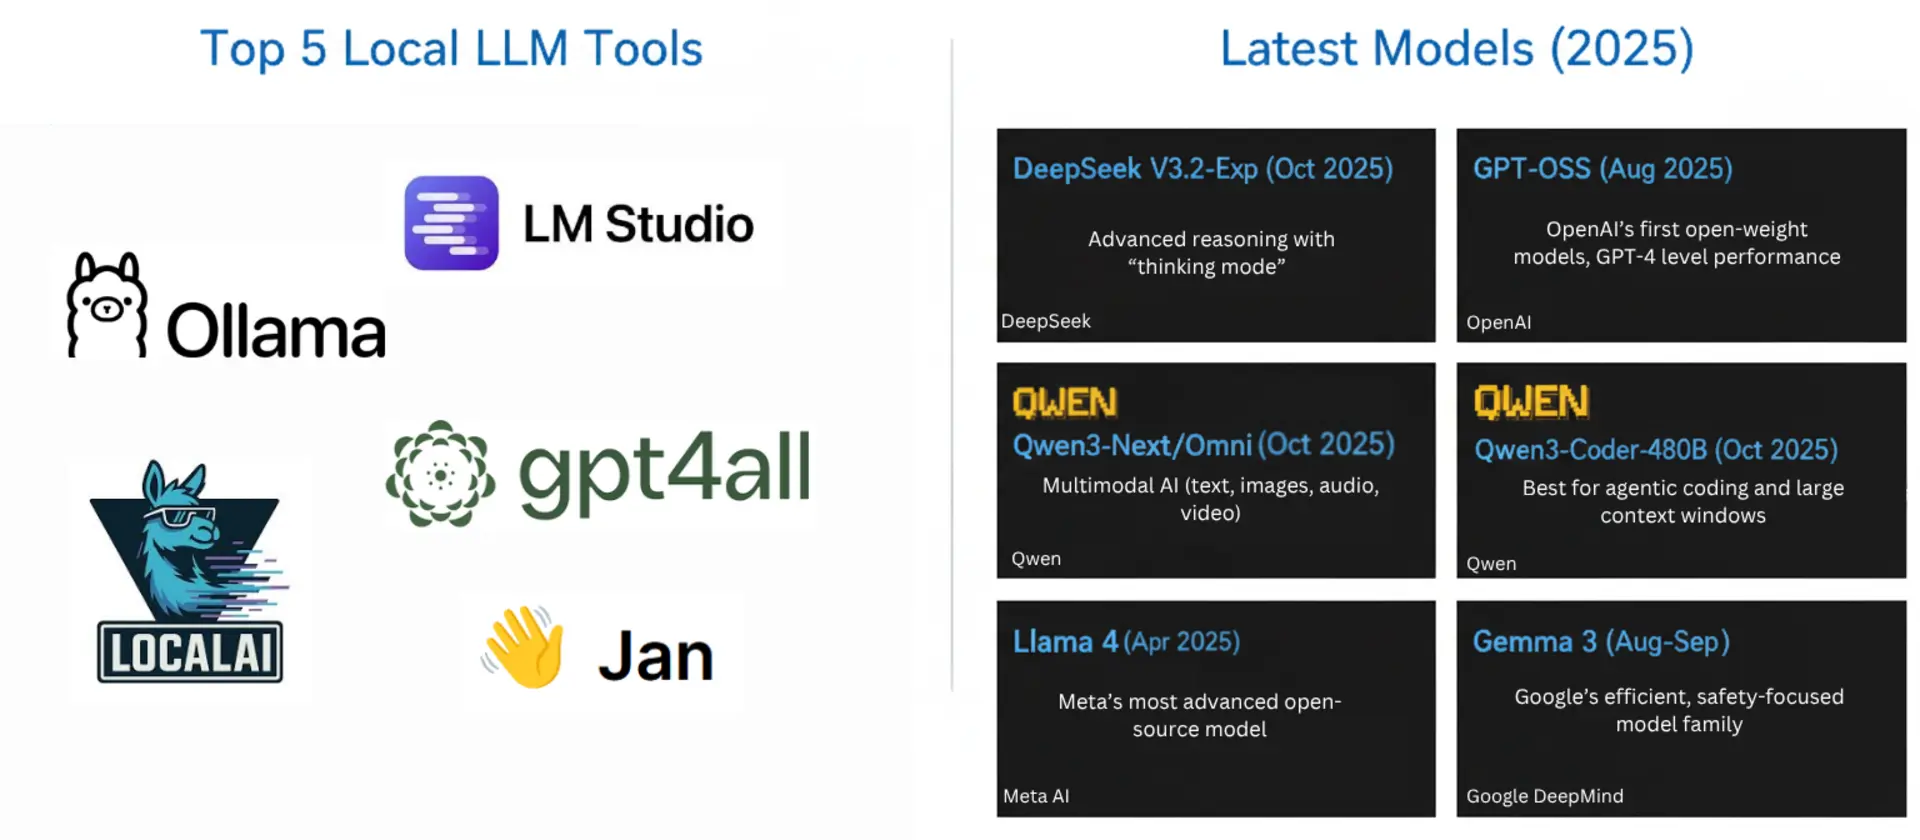 Top 5 Local LLM Tools
LM Studio
Ollama
gpt4all
LOCALAI
Jan
Latest Models (2025)
DeepSeek V3.2-Exp (Oct 2025)
Advanced reasoning with
“thinking mode”
DeepSeek
GPT-OSS (Aug 2025)
OpenAI’s first open-weight
models, GPT-4 level performance
OpenAI
QWEN
Qwen3-Next/Omni (Oct 2025)
Multimodal AI (text, images, audio,
video)
Qwen
QWEN
Qwen3-Coder-480B (Oct 2025)
Best for agentic coding and large
context windows
Qwen
Llama 4 (Apr 2025)
Meta’s most advanced open-
source model
Meta AI
Gemma 3 (Aug-Sep)
Google’s efficient, safety-focused
model family
Google DeepMind